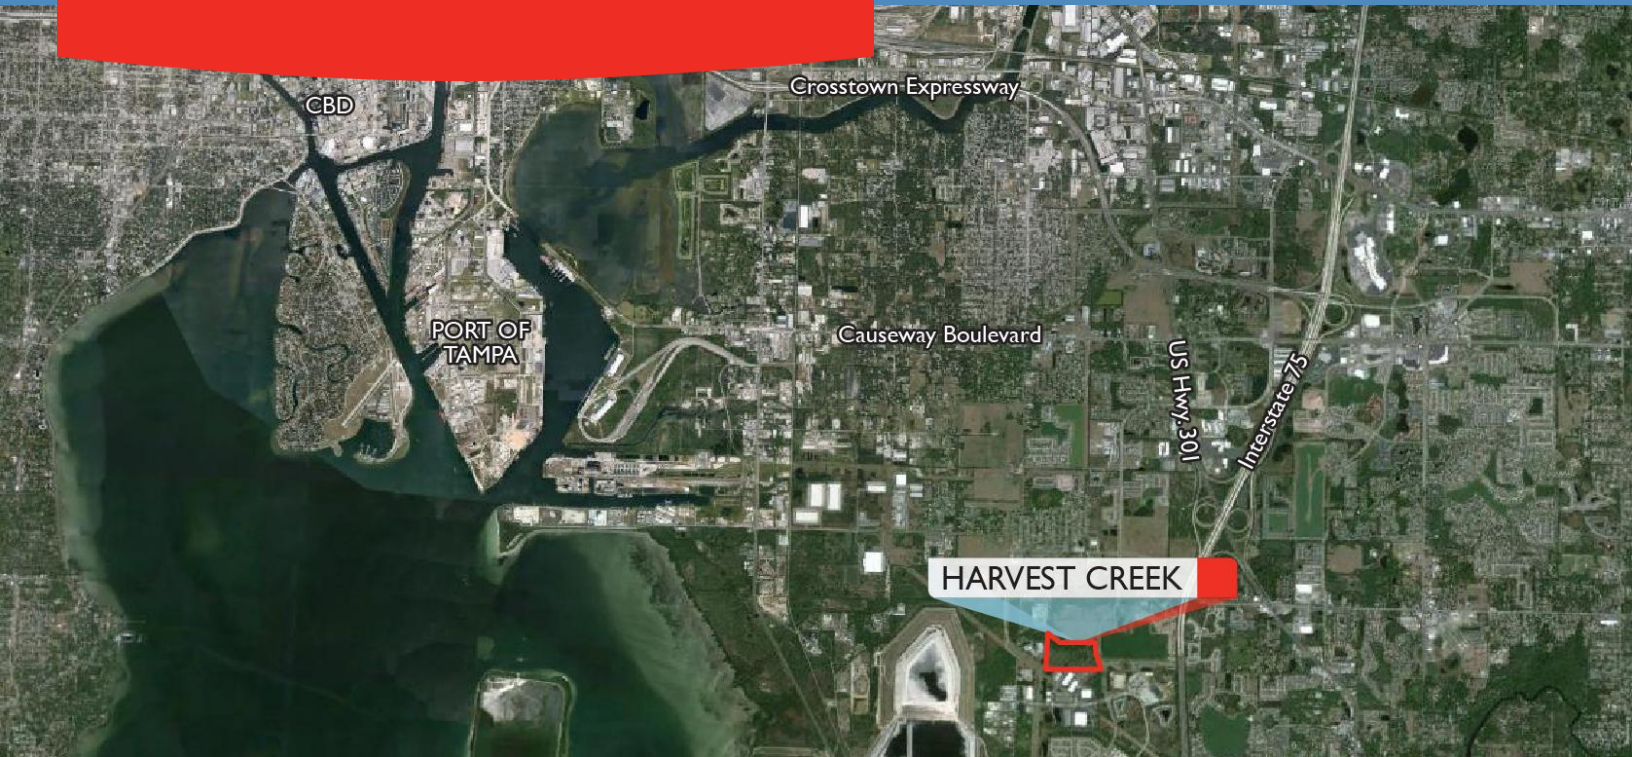 CBD
Crosstown Expressway
PORT OF
TAMPA
Causeway Boulevard
US Hwy. 301
Interstate 75
HARVEST CREEK